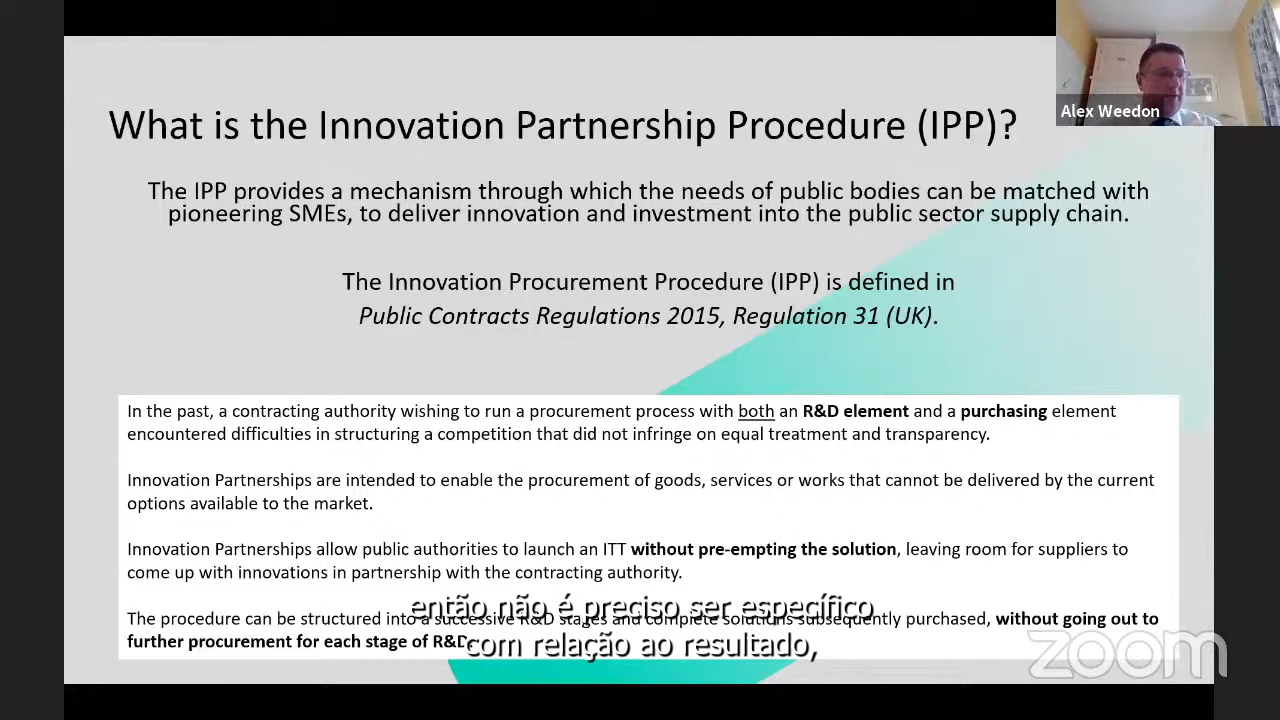 Alex Weedon
What is the Innovation Partnership Procedure (IPP)?
The IPP provides a mechanism through which the needs of public bodies can be matched with
pioneering SMEs, to deliver innovation and investment into the public sector supply chain.
The Innovation Procurement Procedure (IPP) is defined in
Public Contracts Regulations 2015, Regulation 31 (UK).
In the past, a contracting authority wishing to run a procurement process with both an R&D element and a purchasing element
encountered difficulties in structuring a competition that did not infringe on equal treatment and transparency.
Innovation Partnerships are intended to enable the procurement of goods, services or works that cannot be delivered by the current
options available to the market.
Innovation Partnerships allow public authorities to launch an ITT without pre-empting the solution, leaving room for suppliers to
come up with innovations in partnership with the contracting authority.
The procedure can be structured into a successive R&D stages and complete solutions subsequently purchased, without going out to
further procurement for each stage of R&D.
então não é preciso ser específico
com relação ao resultado,
zoom